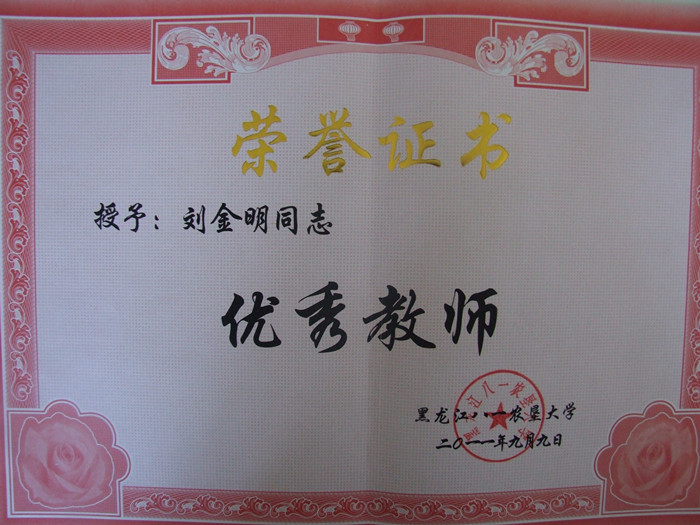 荣誉证书
授予：刘金明同志
优秀教师
黑龙江八一农垦大学
二〇一一年九月九日